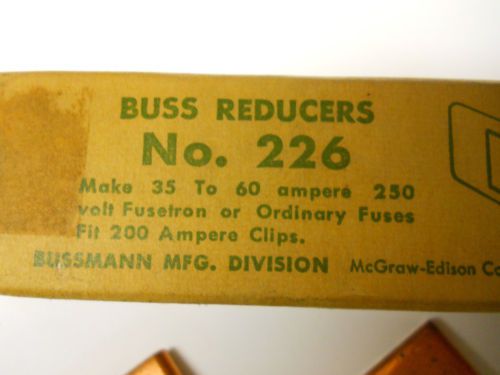 BUSS REDUCERS
No. 226
Make 35 To 60 ampere 250
volt Fusetron or Ordinary Fuses
Fit 200 Ampere Clips.
BUSSMANN MFG. DIVISION McGraw-Edison Co